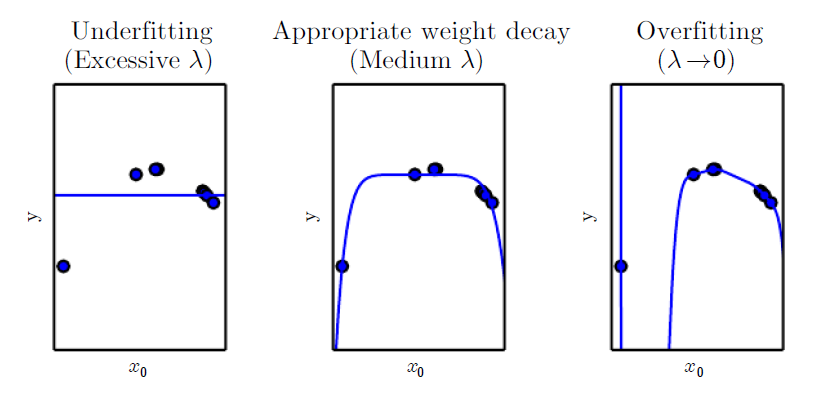 Underfitting
(Excessive λ)
Appropriate weight decay
(Medium λ)
Overfitting
(λ→0)
y
x₀
y
x₀
y
x₀